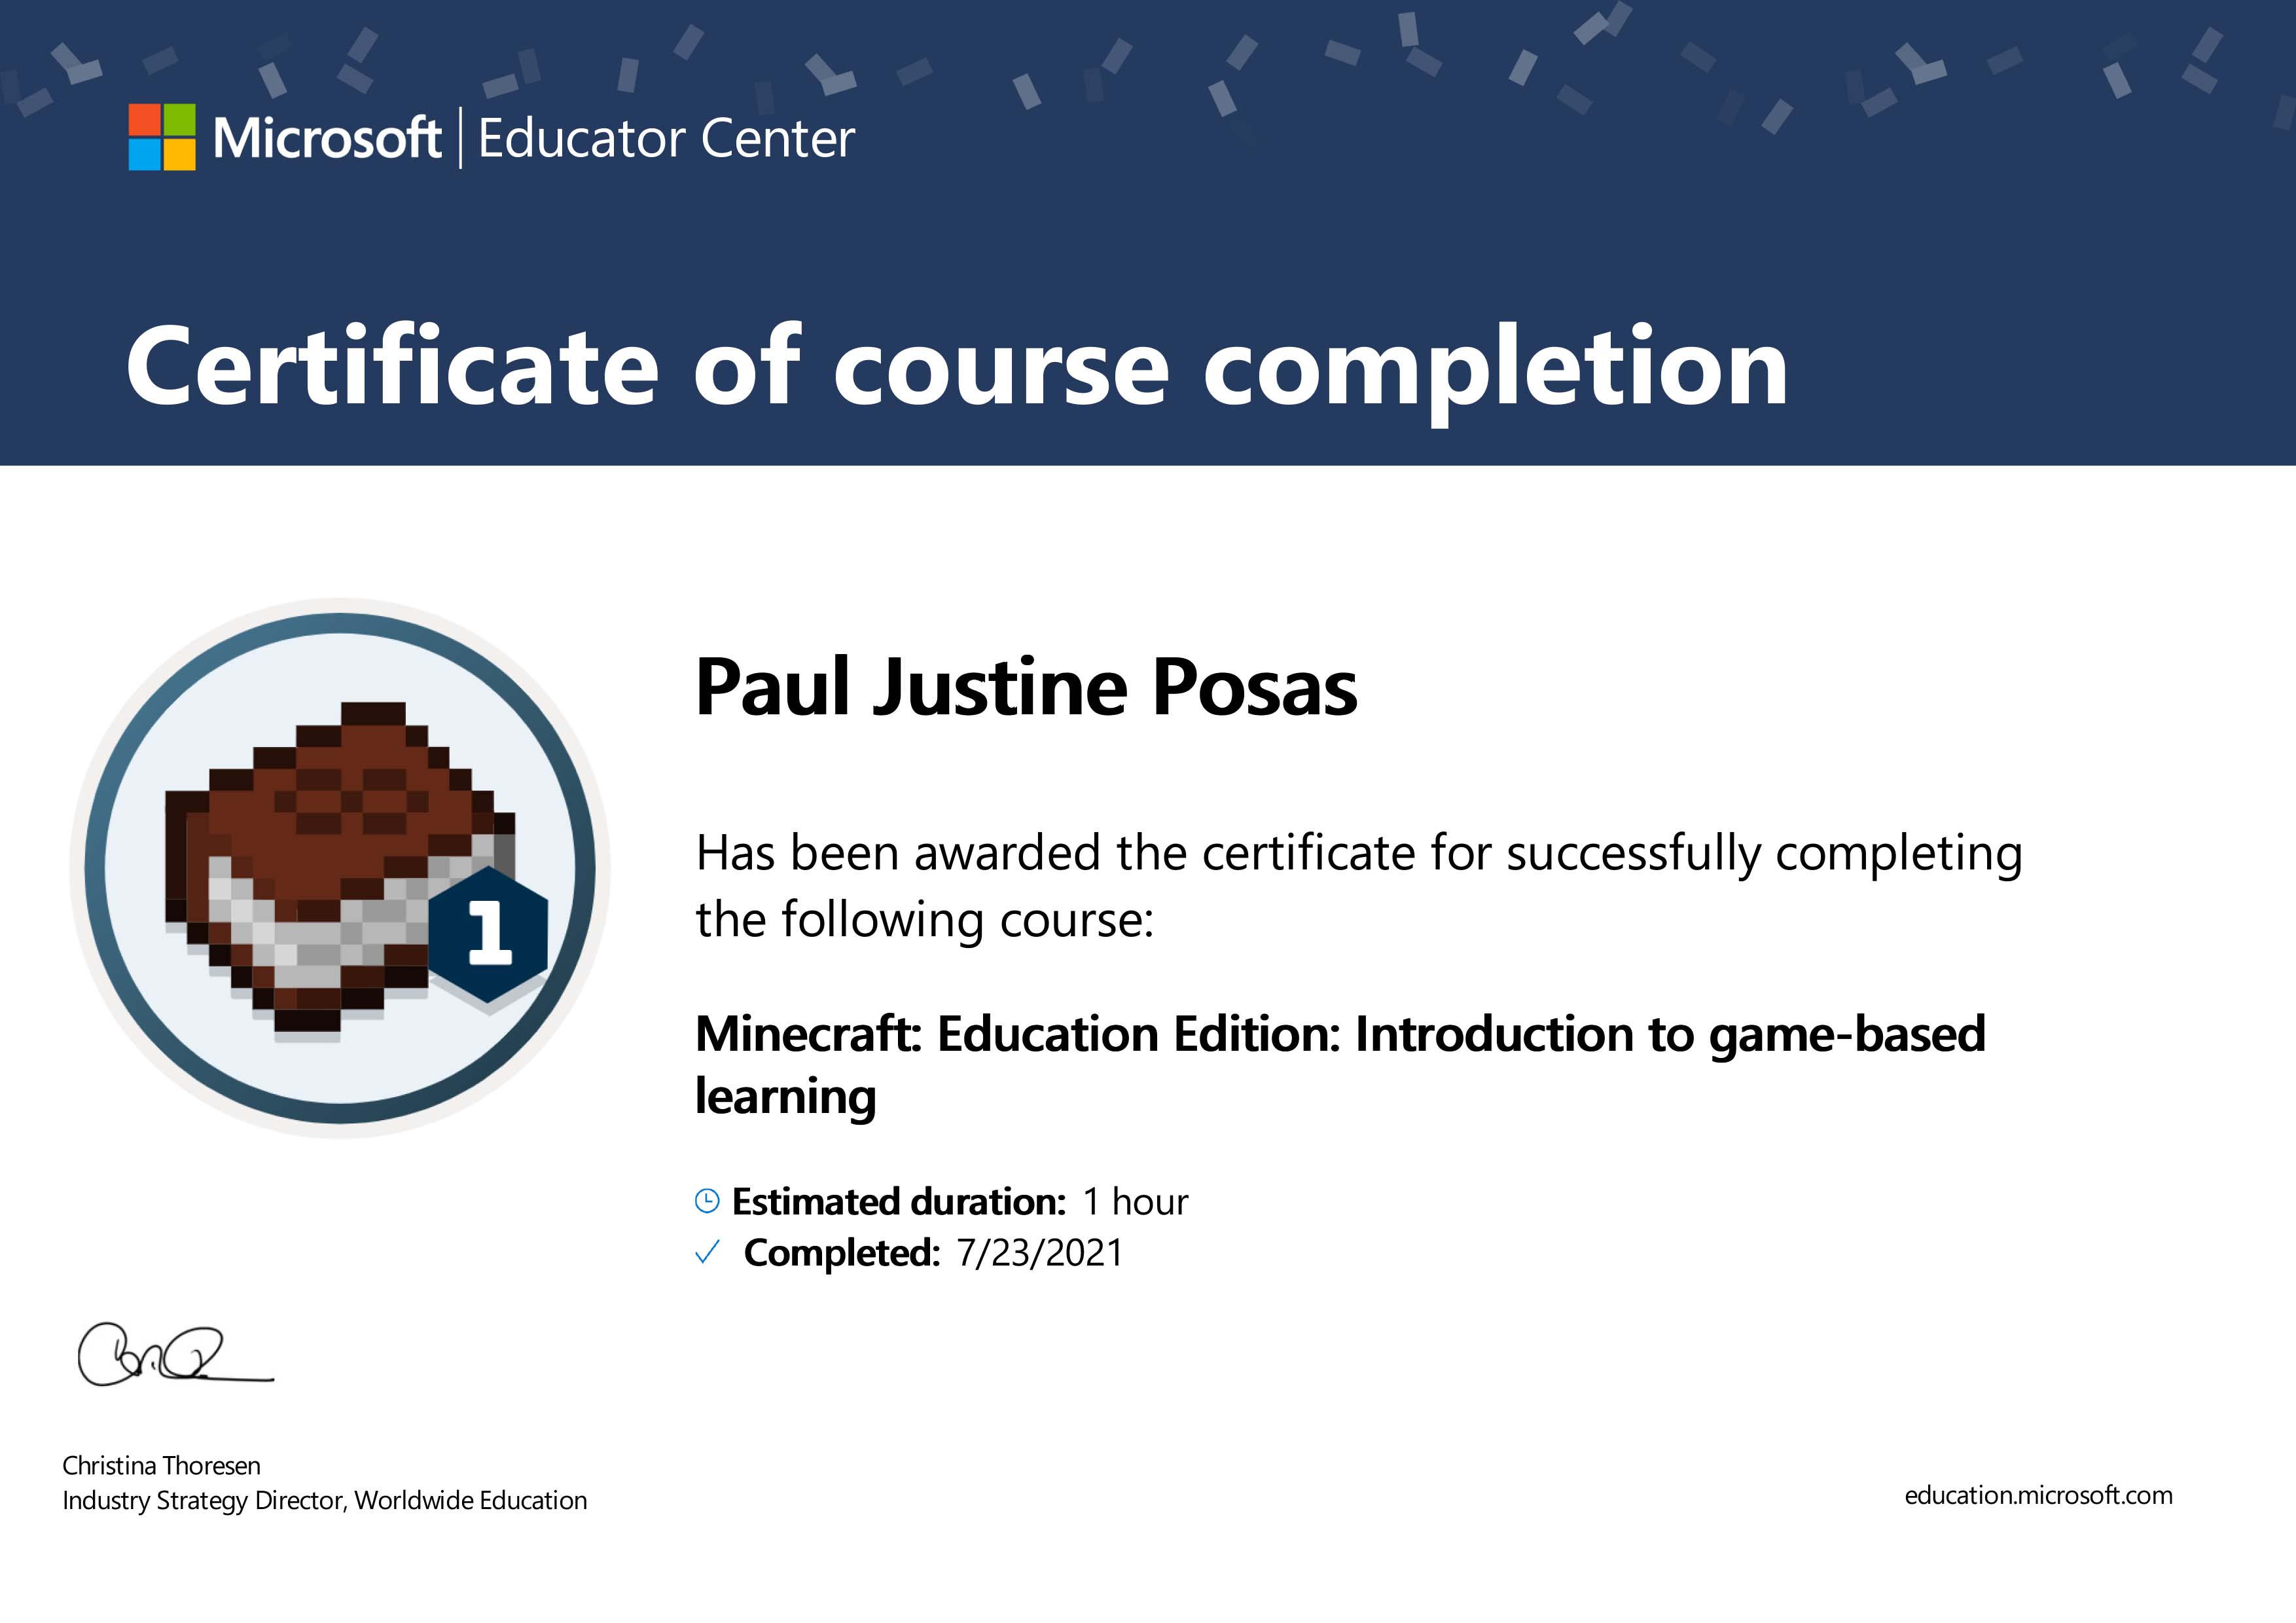 Microsoft | Educator Center
Certificate of course completion
Paul Justine Posas
Has been awarded the certificate for successfully completing
the following course:
1
Minecraft: Education Edition: Introduction to game-based
learning
Estimated duration: 1 hour
Completed: 7/23/2021
Christina Thoresen
Industry Strategy Director, Worldwide Education
education.microsoft.com